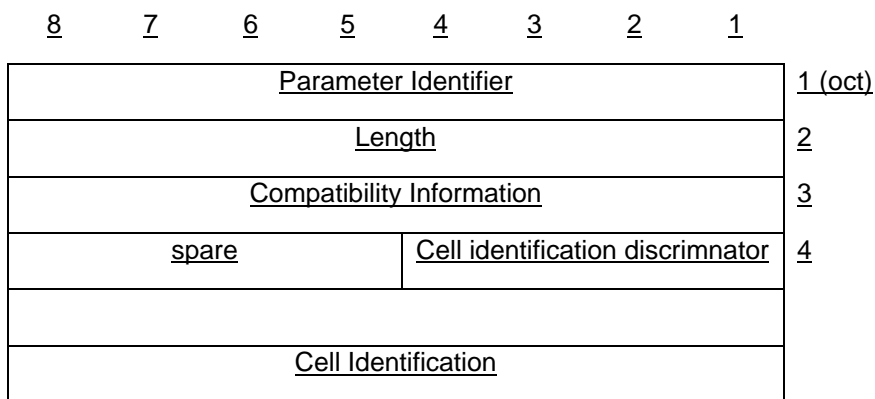 8 7 6 5 4 3 2 1
Parameter Identifier 1 (oct)
Length 2
Compatibility Information 3
spare Cell identification discrimnator 4
Cell Identification